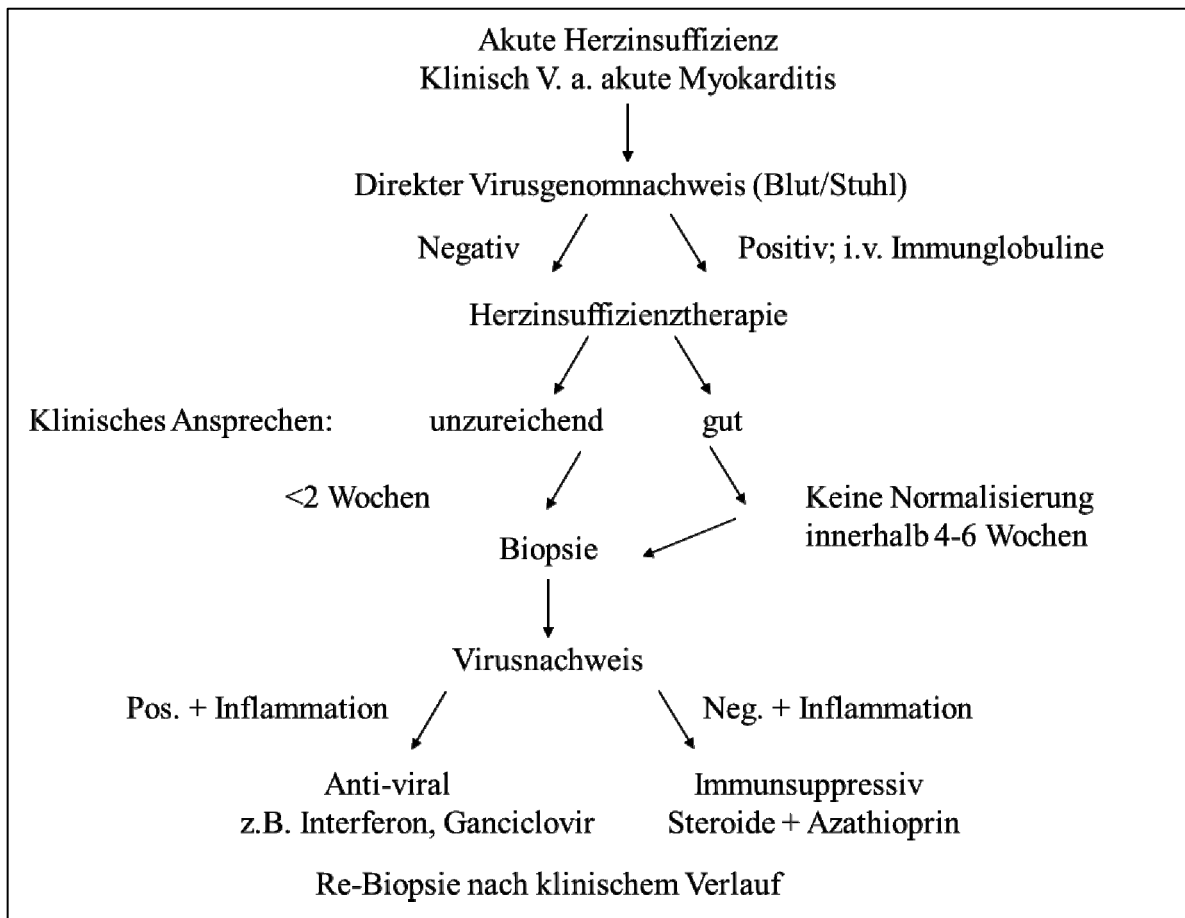 Akute Herzinsuffizienz
Klinisch V. a. akute Myokarditis
Direkter Virusgenomnachweis (Blut/Stuhl)
Negativ
Positiv; i.v. Immunglobuline
Herzinsuffizienztherapie
Klinisches Ansprechen:
unzureichend
gut
<2 Wochen
Keine Normalisierung
innerhalb 4-6 Wochen
Biopsie
Virusnachweis
Pos. + Inflammation
Neg. + Inflammation
Anti-viral
z.B. Interferon, Ganciclovir
Immunsuppressiv
Steroide + Azathioprin
Re-Biopsie nach klinischem Verlauf